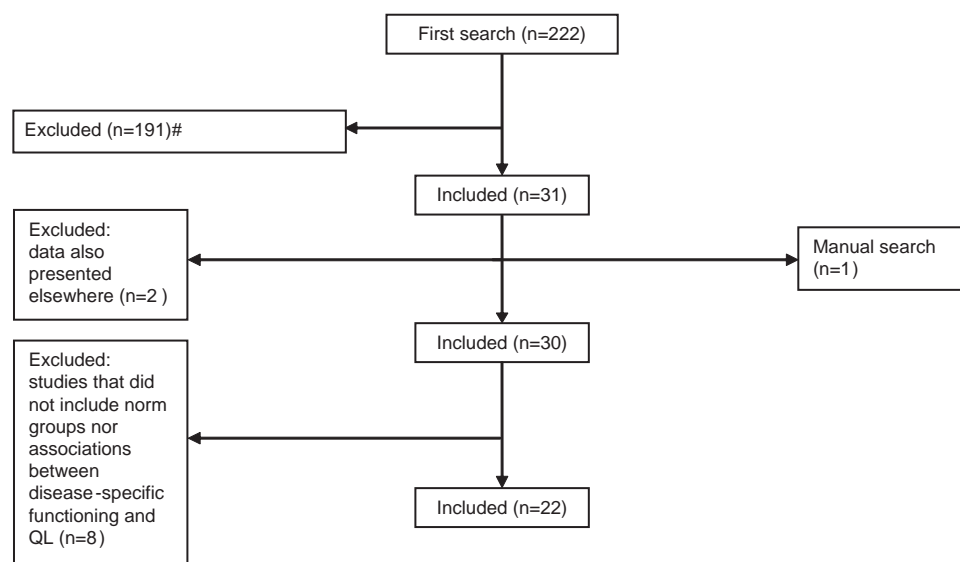 First search (n=222)
Excluded (n=191)#
Included (n=31)
Excluded:
data also
presented
elsewhere (n=2 )
Manual search
(n=1)
Included (n=30)
Excluded:
studies that did
not include norm
groups nor
associations
between
disease-specific
functioning and
QL (n=8)
Included (n=22)